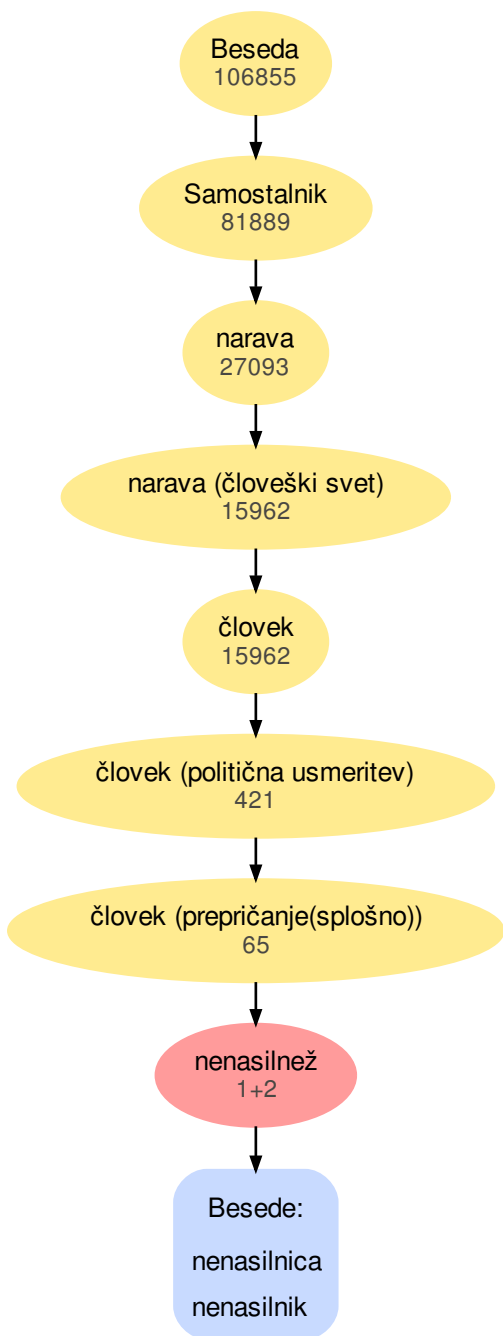 Beseda
106855
Samostalnik
81889
narava
27093
narava (človeški svet)
15962
človek
15962
človek (politična usmeritev)
421
človek (prepričanje(splošno))
65
nenasilnež
1+2
Besede:
nenasilnica
nenasilnik